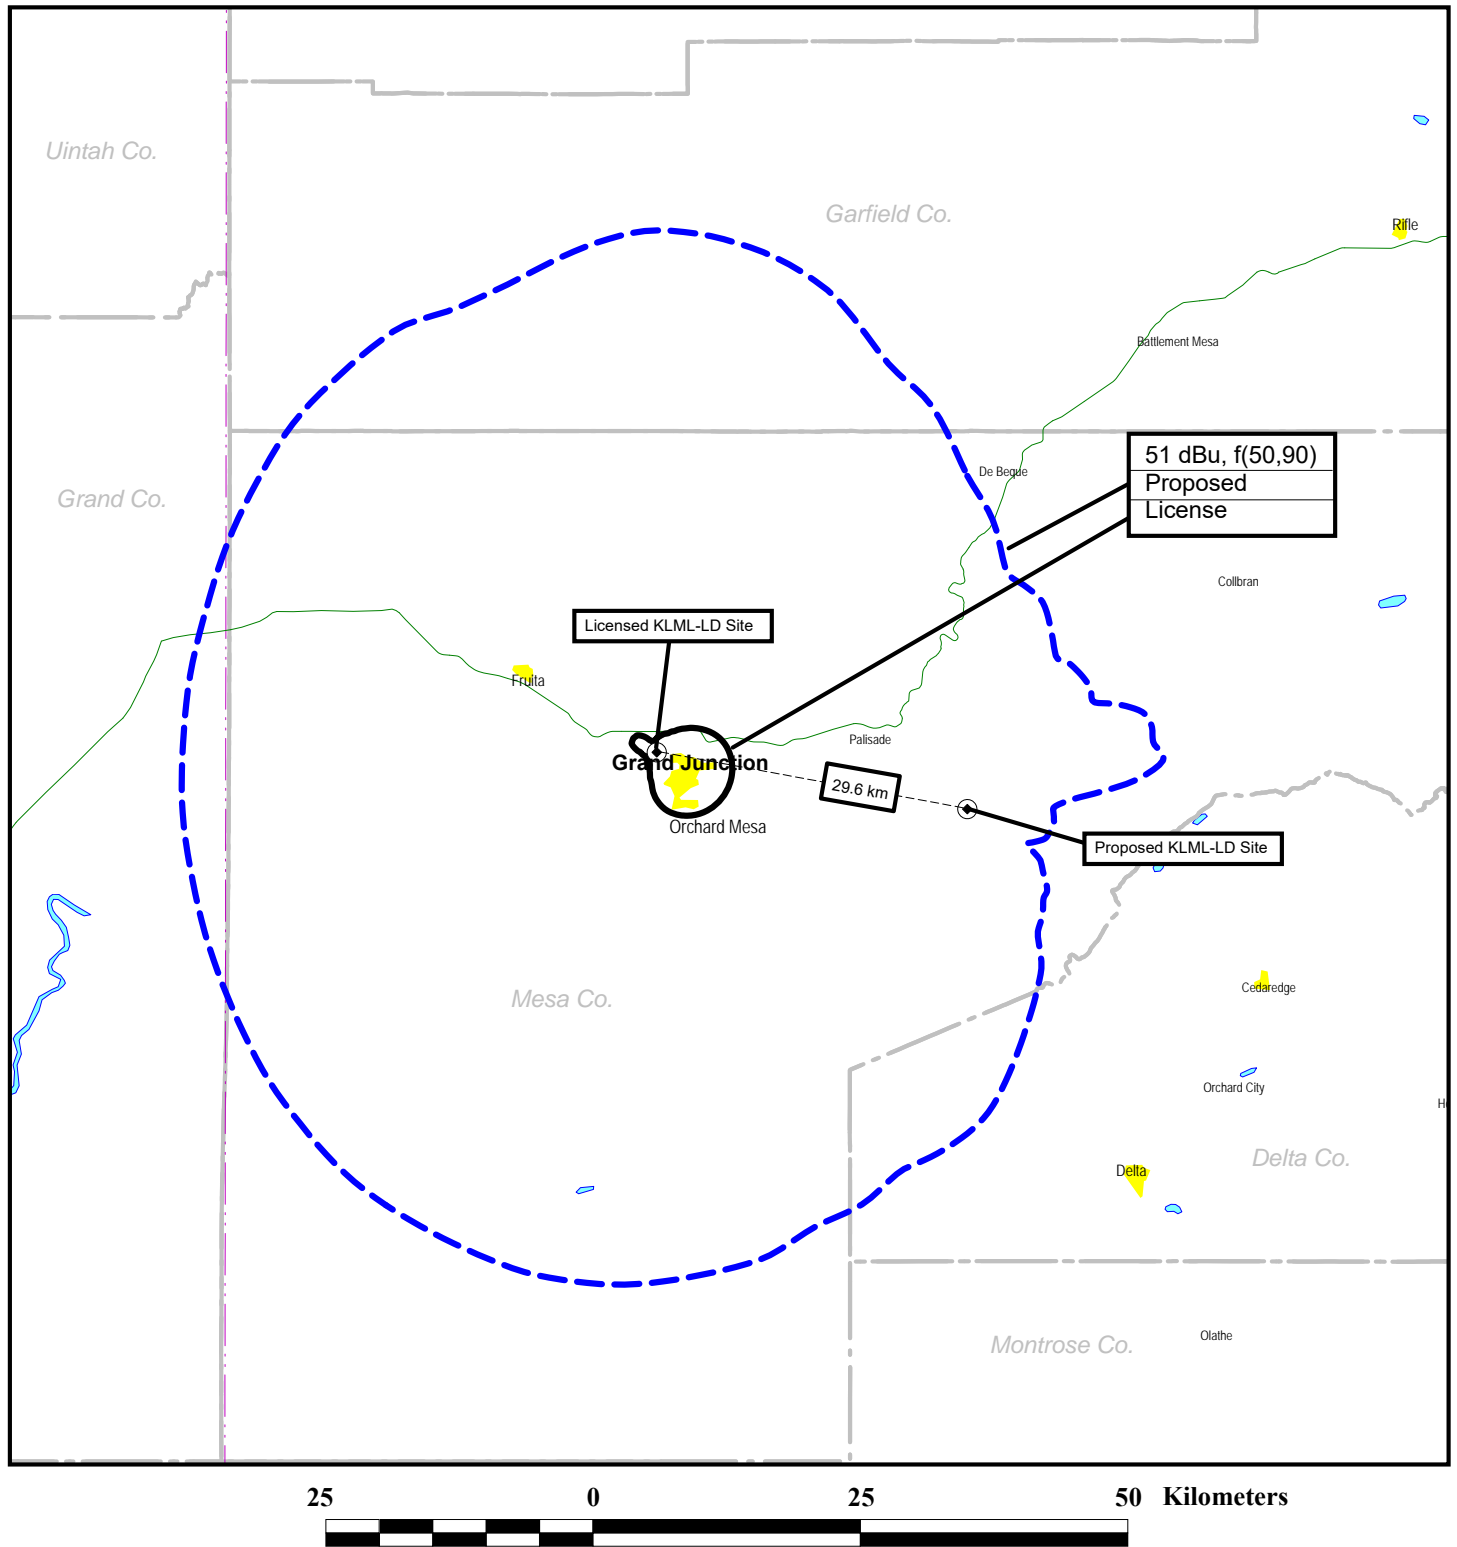 Uintah Co.
Garfield Co.
Rifle
Battlement Mesa
51 dBu, f(50,90)
Proposed
License
De Beque
Grand Co.
Collbran
Licensed KLML-LD Site
Fruita
Palisade
Grand Junction
29.6 km
Orchard Mesa
Proposed KLML-LD Site
Cedaredge
Mesa Co.
Orchard City
Delta Co.
Delta
Olathe
Montrose Co.
25 0 25 50 Kilometers